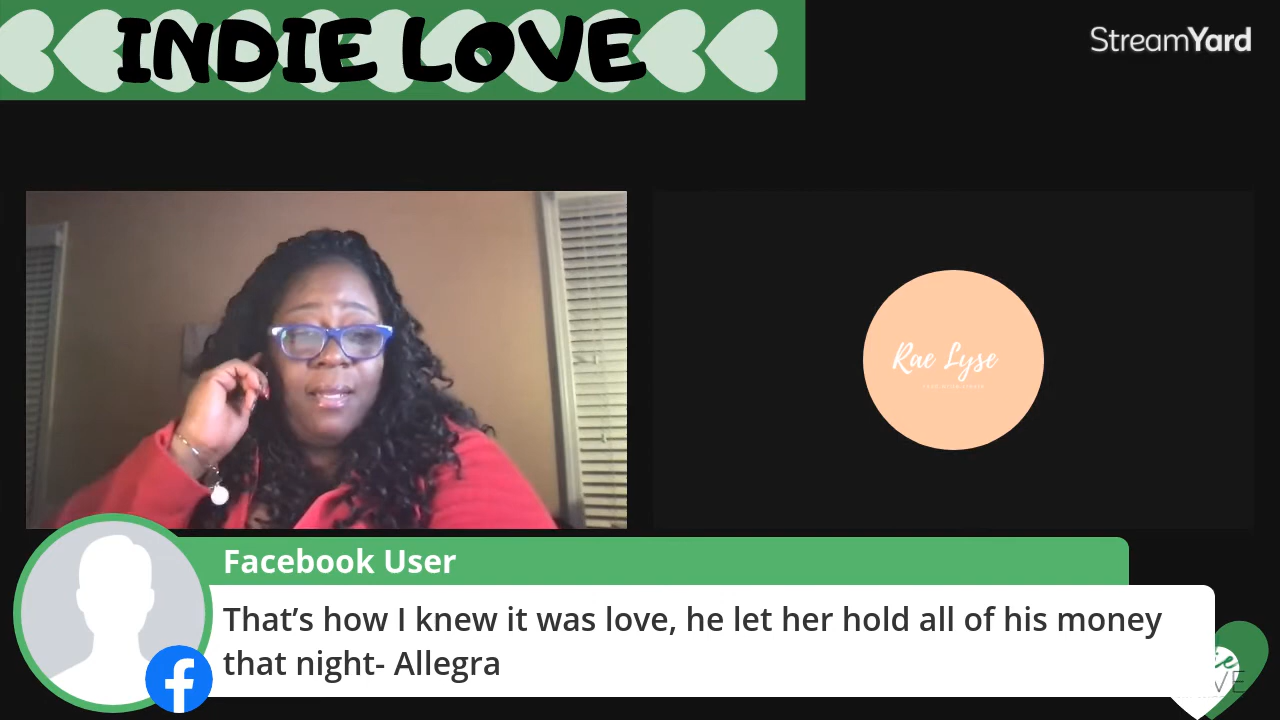 INDIE LOVE
StreamYard
Rae Lyse
Facebook User
That’s how I knew it was love, he let her hold all of his money
that night- Allegra